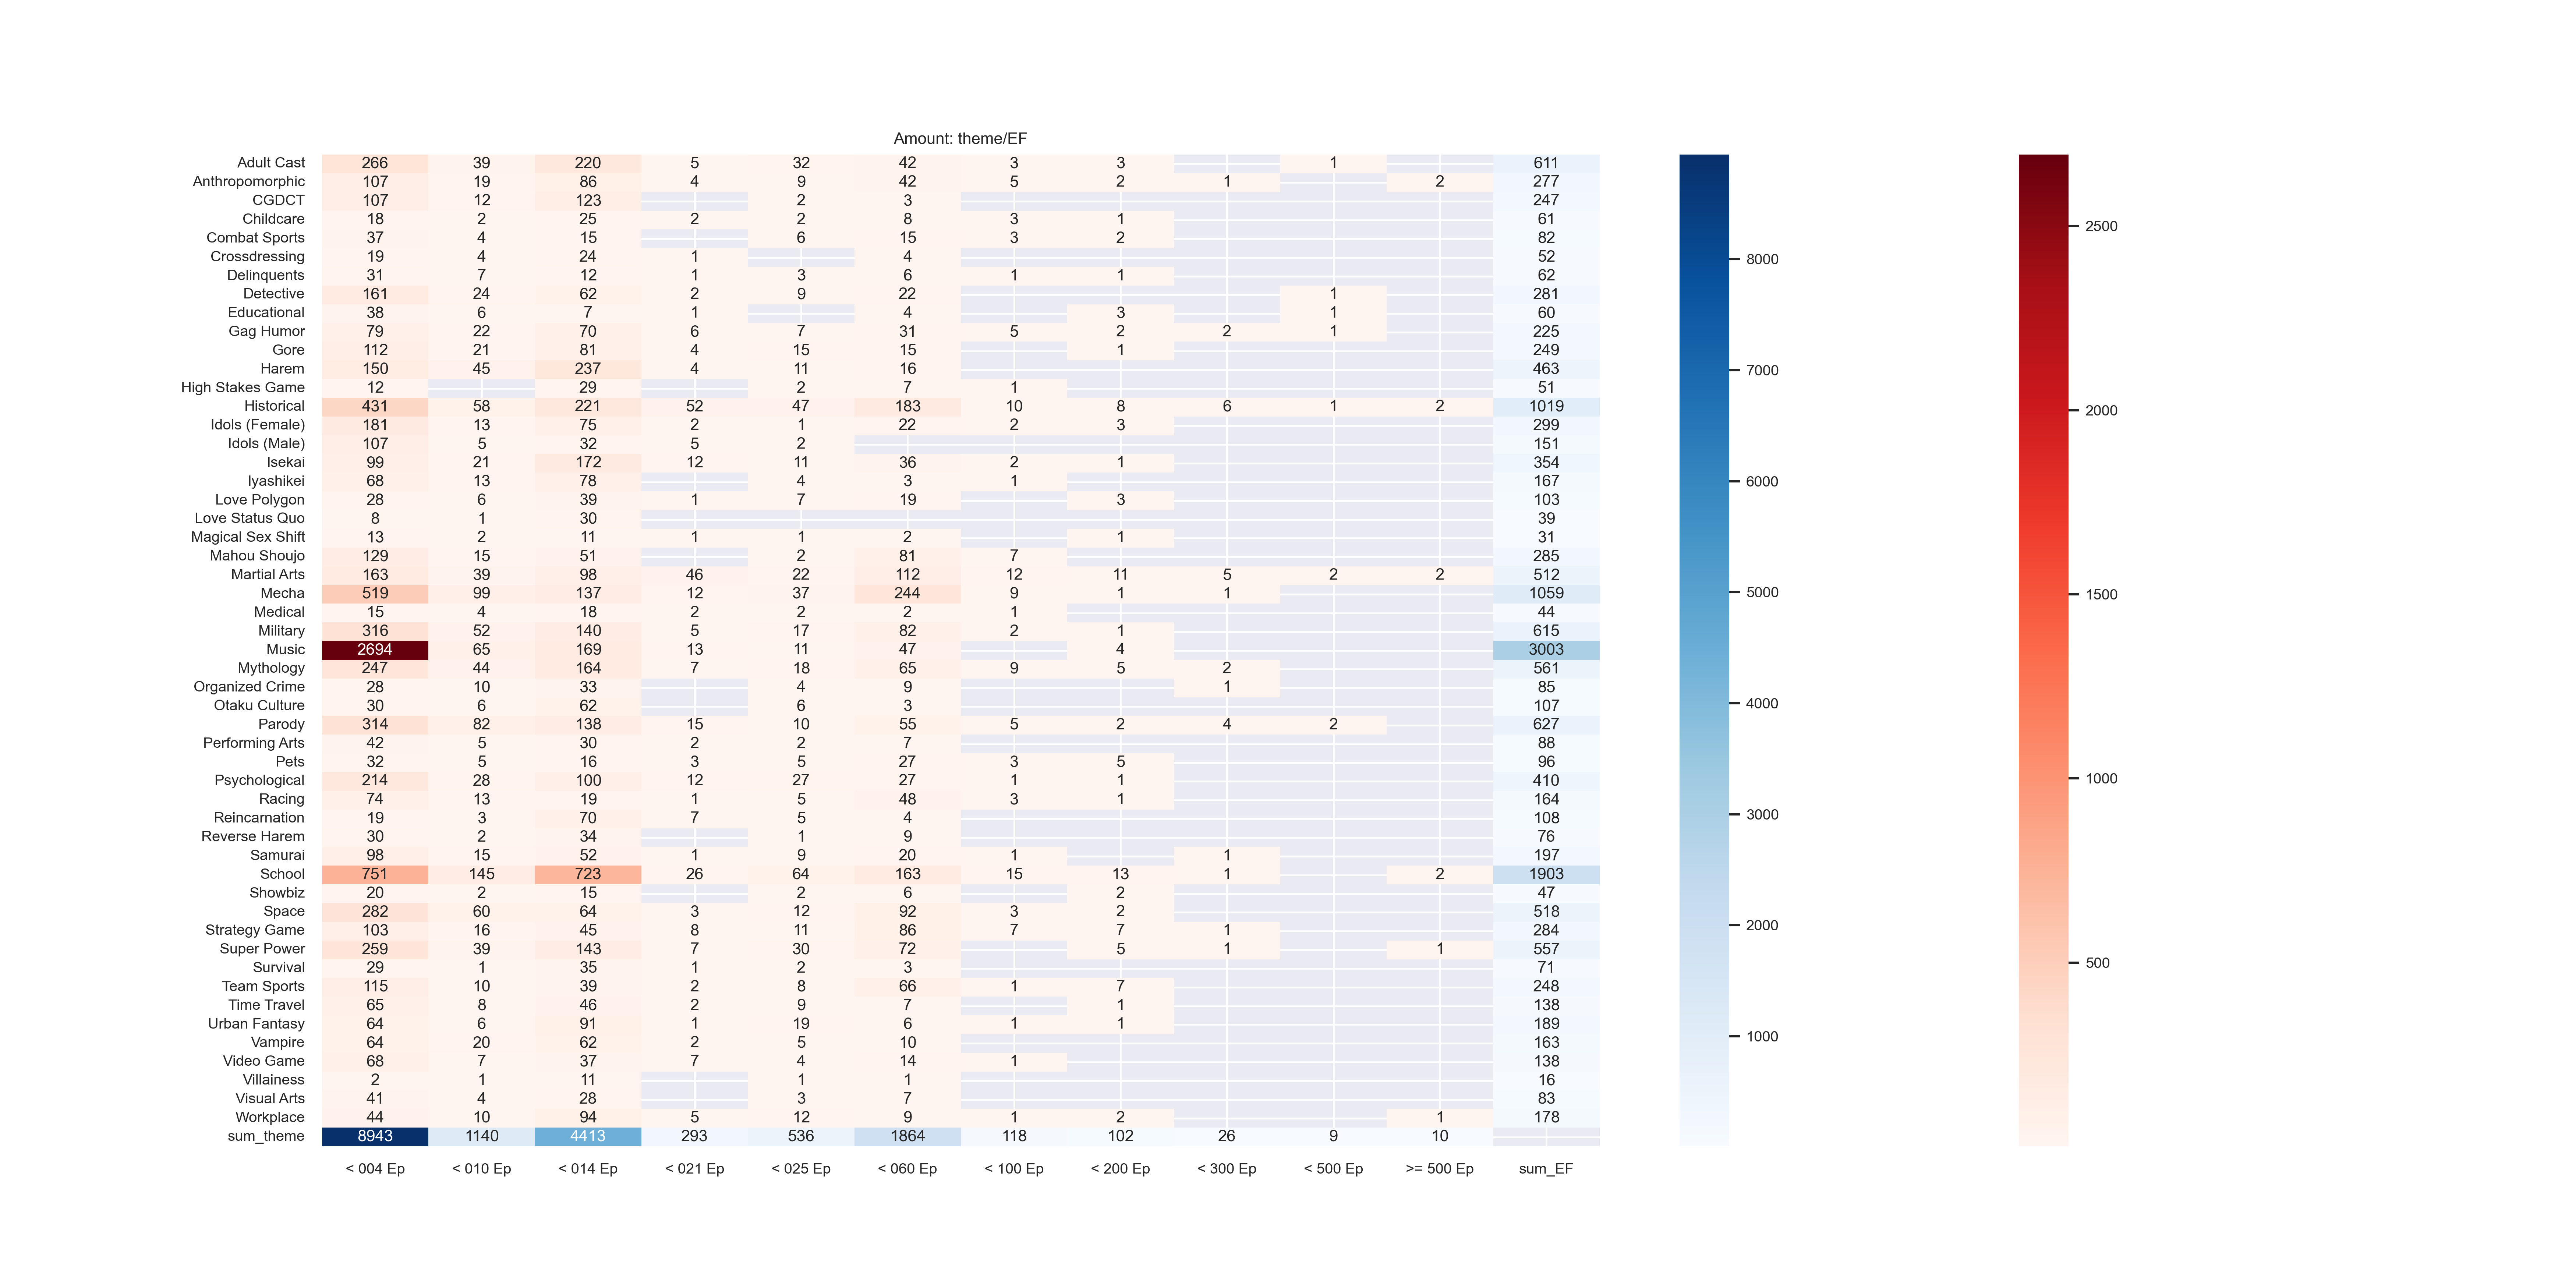 Amount: theme/EF
Adult Cast 266 39 220 5 32 42 3 3 1 611
Anthropomorphic 107 19 86 4 9 42 5 2 1 2 277
CGDCT 107 12 123 2 3 247
Childcare 18 2 25 2 2 8 3 1 61
Combat Sports 37 4 15 6 15 3 2 82
Crossdressing 19 4 24 1 4 52
Delinquents 31 7 12 1 3 6 1 1 62
Detective 161 24 62 2 9 22 1 281
Educational 38 6 7 1 4 3 1 60
Gag Humor 79 22 70 6 7 31 5 2 2 1 225
Gore 112 21 81 4 15 15 1 249
Harem 150 45 237 4 11 16 463
High Stakes Game 12 29 2 7 1 51
Historical 431 58 221 52 47 183 10 8 6 1 2 1019
Idols (Female) 181 13 75 2 1 22 2 3 299
Idols (Male) 107 5 32 5 2 151
Isekai 99 21 172 12 11 36 2 1 354
Iyashikei 68 13 78 4 3 1 167
Love Polygon 28 6 39 1 7 19 3 103
Love Status Quo 8 1 30 39
Magical Sex Shift 13 2 11 1 1 2 1 31
Mahou Shoujo 129 15 51 2 81 7 285
Martial Arts 163 39 98 46 22 112 12 11 5 2 2 512
Mecha 519 99 137 12 37 244 9 1 1 1059
Medical 15 4 18 2 2 2 1 44
Military 316 52 140 5 17 82 2 1 615
Music 2694 65 169 13 11 47 4 3003
Mythology 247 44 164 7 18 65 9 5 2 561
Organized Crime 28 10 33 4 9 1 85
Otaku Culture 30 6 62 6 3 107
Parody 314 82 138 15 10 55 5 2 4 2 627
Performing Arts 42 5 30 2 2 7 88
Pets 32 5 16 3 5 27 3 5 96
Psychological 214 28 100 12 27 27 1 1 410
Racing 74 13 19 1 5 48 3 1 164
Reincarnation 19 3 70 7 5 4 108
Reverse Harem 30 2 34 1 9 76
Samurai 98 15 52 1 9 20 1 1 197
School 751 145 723 26 64 163 15 13 1 2 1903
Showbiz 20 2 15 2 6 2 47
Space 282 60 64 3 12 92 3 2 518
Strategy Game 103 16 45 8 11 86 7 7 1 284
Super Power 259 39 143 7 30 72 5 1 1 557
Survival 29 1 35 1 2 3 71
Team Sports 115 10 39 2 8 66 1 7 248
Time Travel 65 8 46 2 9 7 1 138
Urban Fantasy 64 6 91 1 19 6 1 1 189
Vampire 64 20 62 2 5 10 163
Video Game 68 7 37 7 4 14 1 138
Villainess 2 1 11 1 1 16
Visual Arts 41 4 28 3 7 83
Workplace 44 10 94 5 12 9 1 2 1 178
sum_theme 8943 1140 4413 293 536 1864 118 102 26 9 10
< 004 Ep < 010 Ep < 014 Ep < 021 Ep < 025 Ep < 060 Ep < 100 Ep < 200 Ep < 300 Ep < 500 Ep >= 500 Ep sum_EF
8000
7000
6000
5000
4000
3000
2000
1000
2500
2000
1500
1000
500